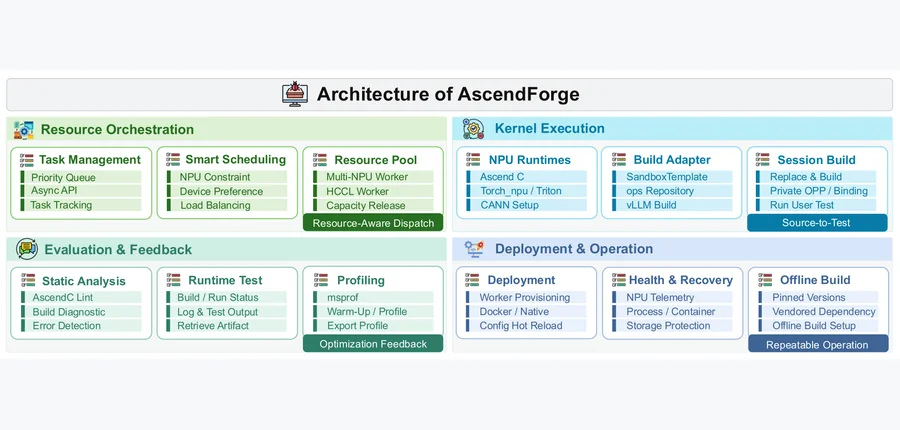 Architecture of AscendForge
Resource Orchestration
Task Management
Priority Queue
Async API
Task Tracking
Smart Scheduling
NPU Constraint
Device Preference
Load Balancing
Resource Pool
Multi-NPU Worker
HCCL Worker
Capacity Release
Resource-Aware Dispatch
Kernel Execution
NPU Runtimes
Ascend C
Torch_npu / Triton
CANN Setup
Build Adapter
SandboxTemplate
ops Repository
vLLM Build
Session Build
Replace & Build
Private OPP / Binding
Run User Test
Source-to-Test
Evaluation & Feedback
Static Analysis
AscendC Lint
Build Diagnostic
Error Detection
Runtime Test
Build / Run Status
Log & Test Output
Retrieve Artifact
Profiling
msprof
Warm-Up / Profile
Export Profile
Optimization Feedback
Deployment & Operation
Deployment
Worker Provisioning
Docker / Native
Config Hot Reload
Health & Recovery
NPU Telemetry
Process / Container
Storage Protection
Offline Build
Pinned Versions
Vendored Dependency
Offline Build Setup
Repeatable Operation